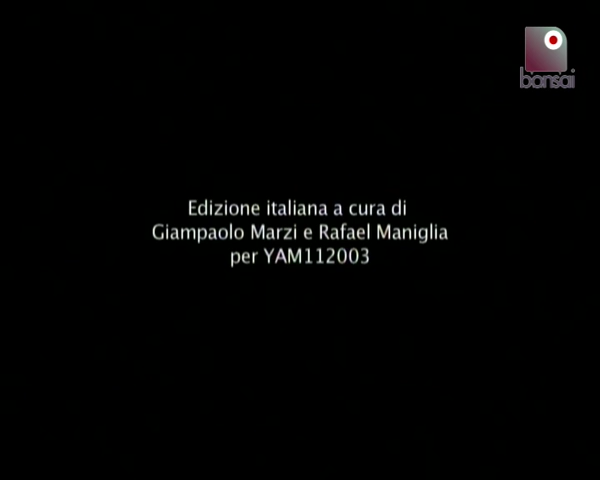 bonsai
Edizione italiana a cura di
Giampaolo Marzi e Rafael Maniglia
per YAM112003